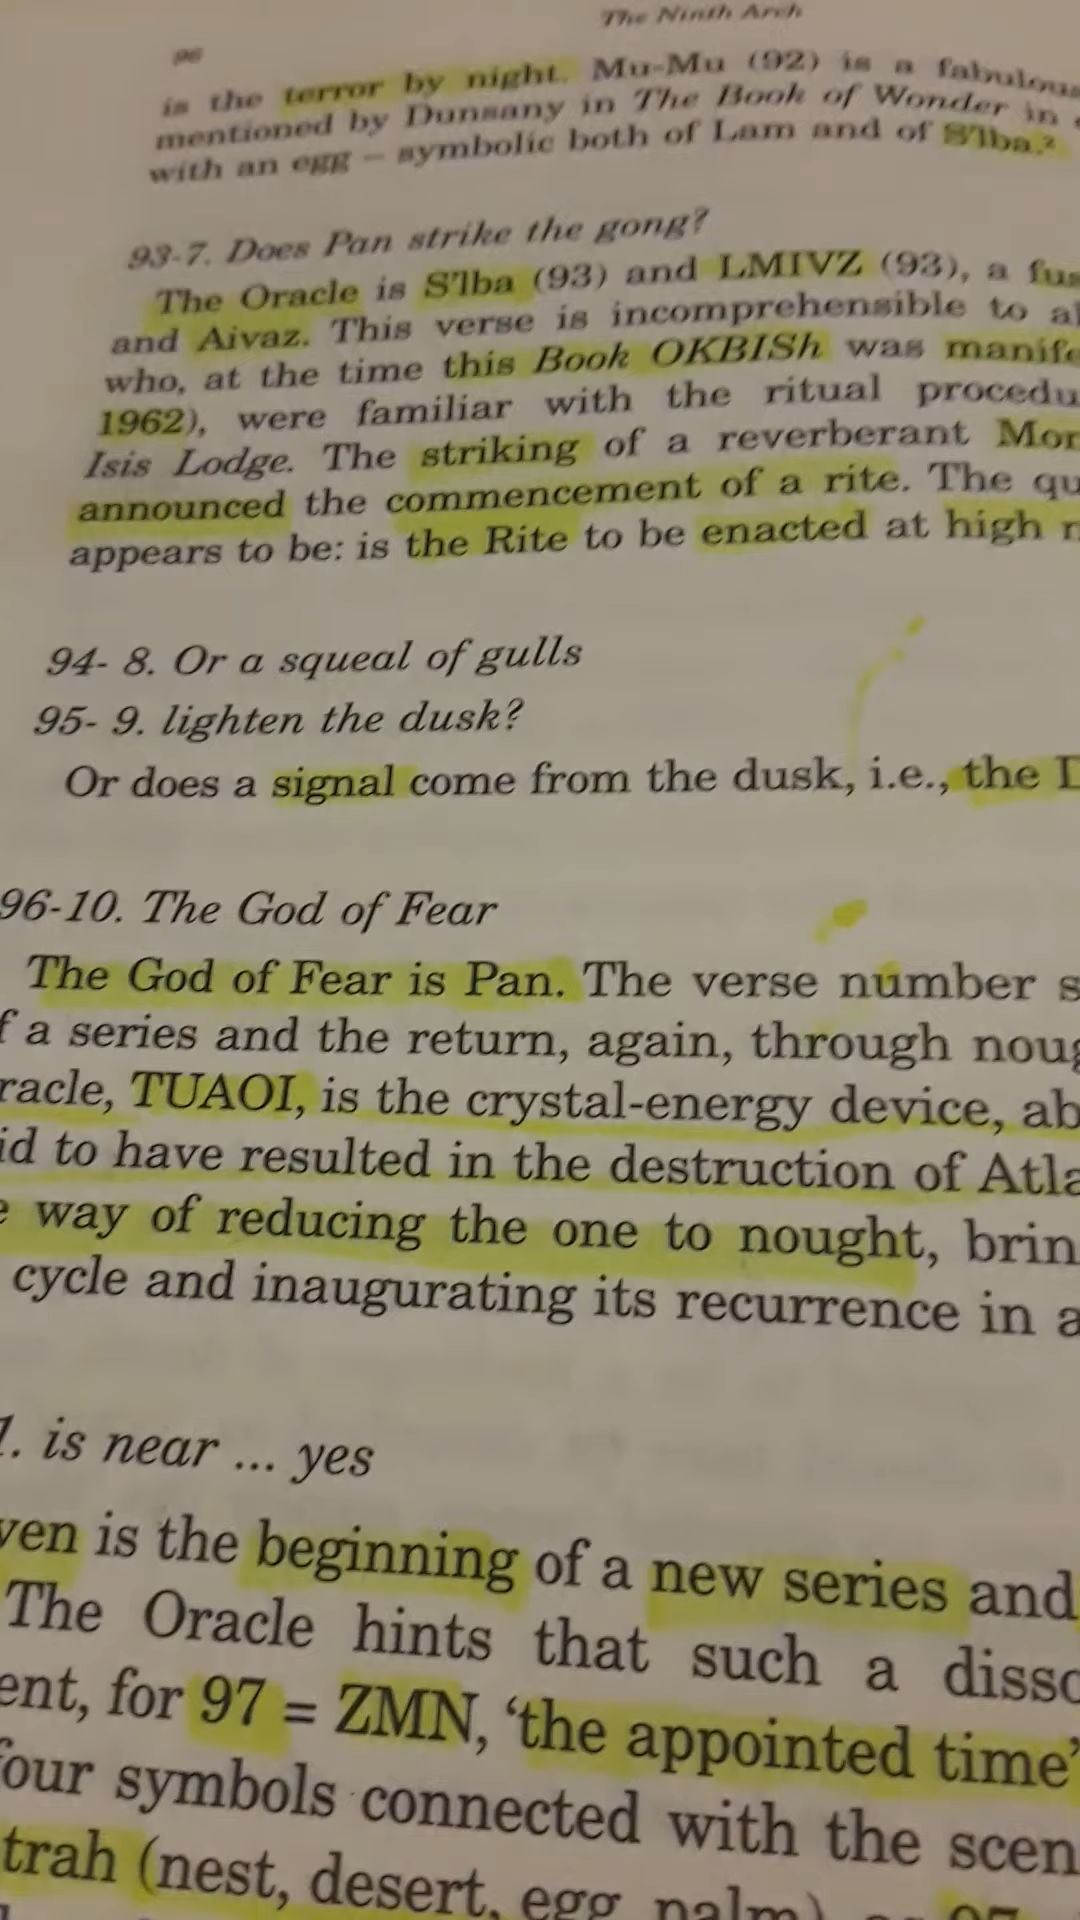 The Ninth Arch
96
is the terror by night. Mu-Mu (92) is a fabulous
mentioned by Dunsany in The Book of Wonder in
with an egg – symbolic both of Lam and of S'lba.²
93-7. Does Pan strike the gong?
The Oracle is S'lba (93) and LMIVZ (93), a fus
and Aivaz. This verse is incomprehensible to al
who, at the time this Book OKBISh was manife
1962), were familiar with the ritual procedu
Isis Lodge. The striking of a reverberant Mor
announced the commencement of a rite. The qu
appears to be: is the Rite to be enacted at high n
94- 8. Or a squeal of gulls
95- 9. lighten the dusk?
Or does a signal come from the dusk, i.e., the D
96-10. The God of Fear
The God of Fear is Pan. The verse number s
f a series and the return, again, through noug
racle, TUAOI, is the crystal-energy device, ab
id to have resulted in the destruction of Atla
e way of reducing the one to nought, brin
cycle and inaugurating its recurrence in a
1. is near ... yes
ven is the beginning of a new series and
The Oracle hints that such a disso
ent, for 97 = ZMN, 'the appointed time'
four symbols connected with the scen
trah (nest, desert, egg, palm)